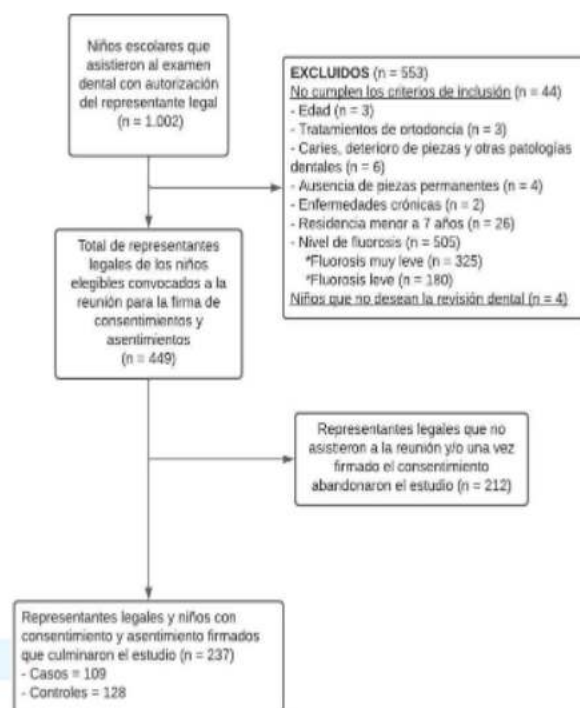 Niños escolares que
asistieron al examen
dental con autorización
del representante legal
(n = 1.002)
EXCLUIDOS (n = 553)
No cumplen los criterios de inclusión (n = 44)
- Edad (n = 3)
- Tratamientos de ortodoncia (n = 3)
- Caries, deterioro de piezas y otras patologías
dentales (n = 6)
- Ausencia de piezas permanentes (n = 4)
- Enfermedades crónicas (n = 2)
- Residencia menor a 7 años (n = 26)
- Nivel de fluorosis (n = 505)
*Fluorosis muy leve (n = 325)
*Fluorosis leve (n = 180)
Niños que no desean la revisión dental (n = 4)
Total de representantes
legales de los niños
elegibles convocados a la
reunión para la firma de
consentimientos y
asentimientos
(n = 449)
Representantes legales que no
asistieron a la reunión y/o una vez
firmado el consentimiento
abandonaron el estudio (n = 212)
Representantes legales y niños con
consentimiento y asentimiento firmados
que culminaron el estudio (n = 237)
- Casos = 109
- Controles = 128